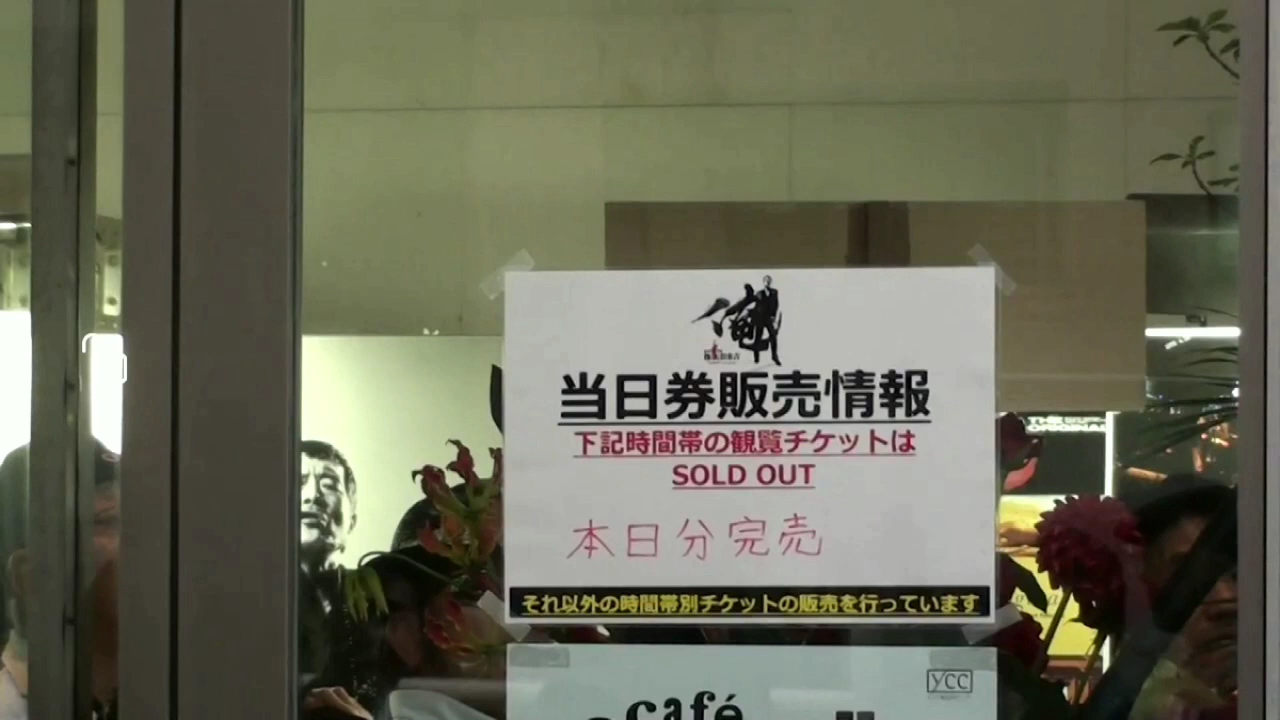 俺
当日券販売情報
下記時間帯の観覧チケットは
SOLD OUT
本日分完売
それ以外の時間帯別チケットの販売を行っています
ycc
café
THE
ORIGINAL